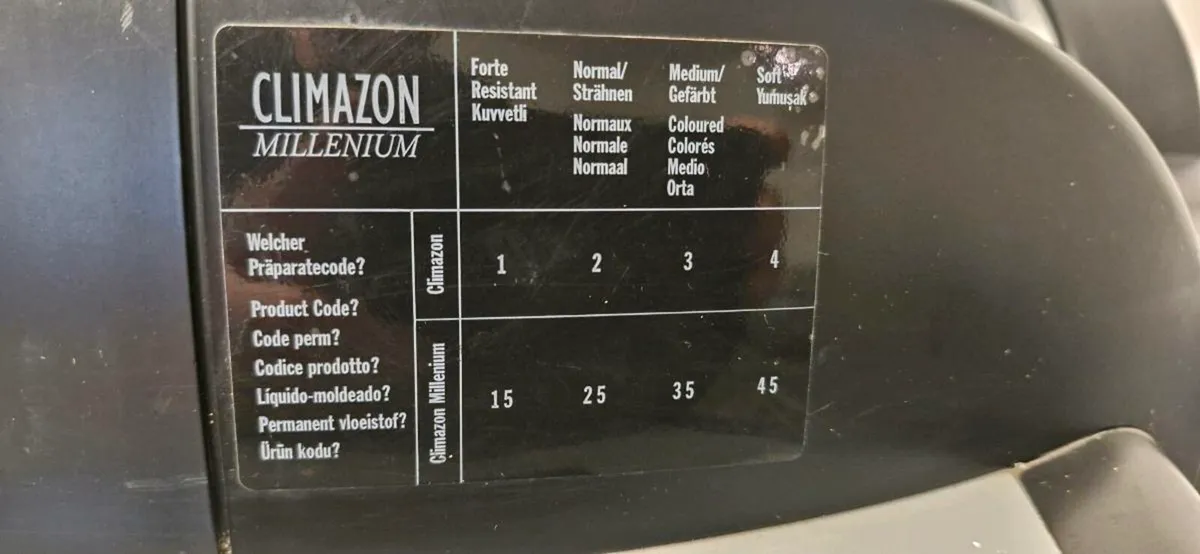 CLIMAZON
MILLENIUM
Forte
Resistant
Kuvvetli
Normal/
Strähnen
Normaux
Normale
Normaal
Medium/
Gefärbt
Coloured
Colorés
Medio
Orta
Soft
Yumuşak
Welcher
Präparatecode?
Product Code?
Code perm?
Codice prodotto?
Líquido-moldeado?
Permanent vloeistof?
Ürün kodu?
Climazon
1 2 3 4
Climazon Millenium
15 25 35 45